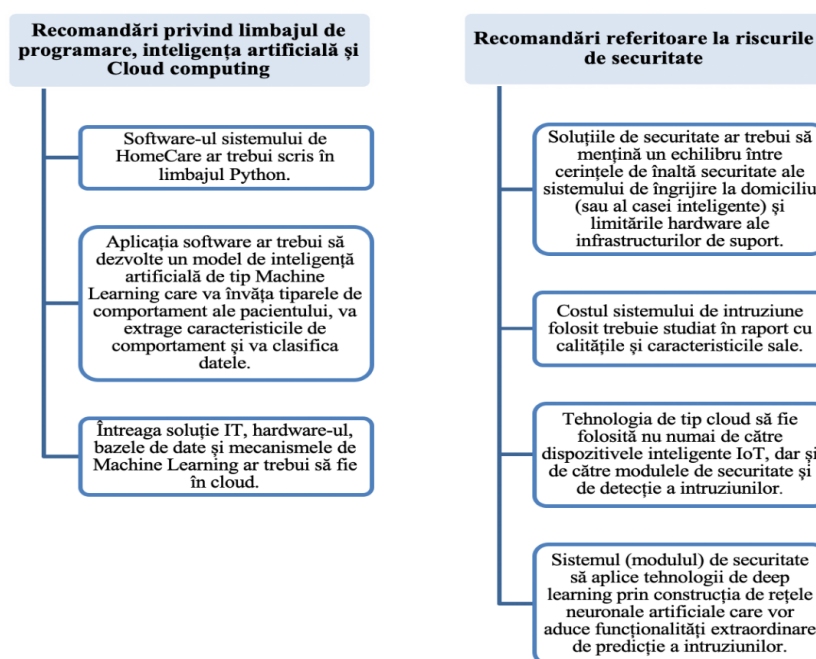 Recomandări privind limbajul de
programare, inteligența artificială și
Cloud computing
Software-ul sistemului de
HomeCare ar trebui scris în
limbajul Python.
Aplicația software ar trebui să
dezvolte un model de inteligență
artificială de tip Machine
Learning care va învăța tiparele de
comportament ale pacientului, va
extrage caracteristicile de
comportament și va clasifica
datele.
Întreaga soluție IT, hardware-ul,
bazele de date și mecanismele de
Machine Learning ar trebui să fie
în cloud.
Recomandări referitoare la riscurile
de securitate
Soluțiile de securitate ar trebui să
mențină un echilibru între
cerințele de înaltă securitate ale
sistemului de îngrijire la domiciliu
(sau al casei inteligente) și
limitările hardware ale
infrastructurilor de suport.
Costul sistemului de intruziune
folosit trebuie studiat în raport cu
calitățile și caracteristicile sale.
Tehnologia de tip cloud să fie
folosită nu numai de către
dispozitivele inteligente IoT, dar și
de către modulele de securitate și
de detecție a intruziunilor.
Sistemul (modulul) de securitate
să aplice tehnologii de deep
learning prin construcția de rețele
neuronale artificiale care vor
aduce funcționalități extraordinare
de predicție a intruziunilor.